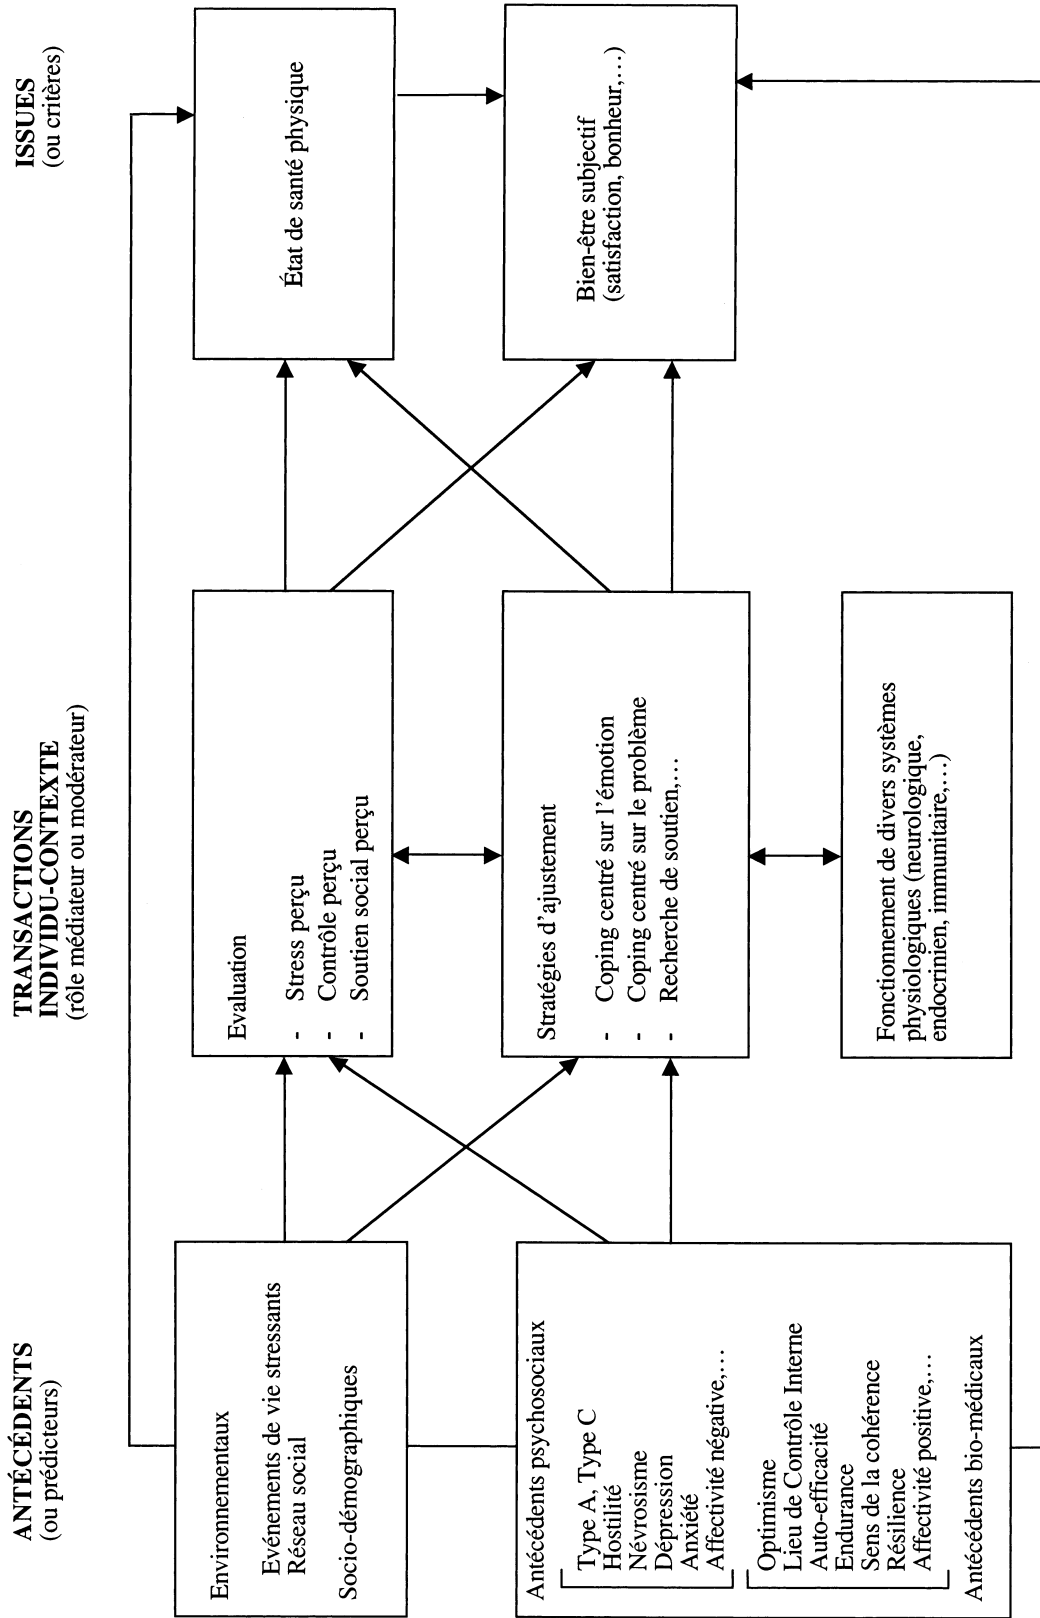 ANTÉCÉDENTS
(ou prédicteurs)
TRANSACTIONS
INDIVIDU-CONTEXTE
(rôle médiateur ou modérateur)
ISSUES
(ou critères)
Environnementaux
Evénements de vie stressants
Réseau social
Socio-démographiques
Antécédents psychosociaux
Type A, Type C
Hostilité
Névrosisme
Dépression
Anxiété
Affectivité négative,…
Optimisme
Lieu de Contrôle Interne
Auto-efficacité
Endurance
Sens de la cohérence
Résilience
Affectivité positive,…
Antécédents bio-médicaux
Evaluation
- Stress perçu
- Contrôle perçu
- Soutien social perçu
Stratégies d'ajustement
- Coping centré sur l'émotion
- Coping centré sur le problème
- Recherche de soutien,…
Fonctionnement de divers systèmes
physiologiques (neurologique,
endocrinien, immunitaire,…)
État de santé physique
Bien-être subjectif
(satisfaction, bonheur,…)